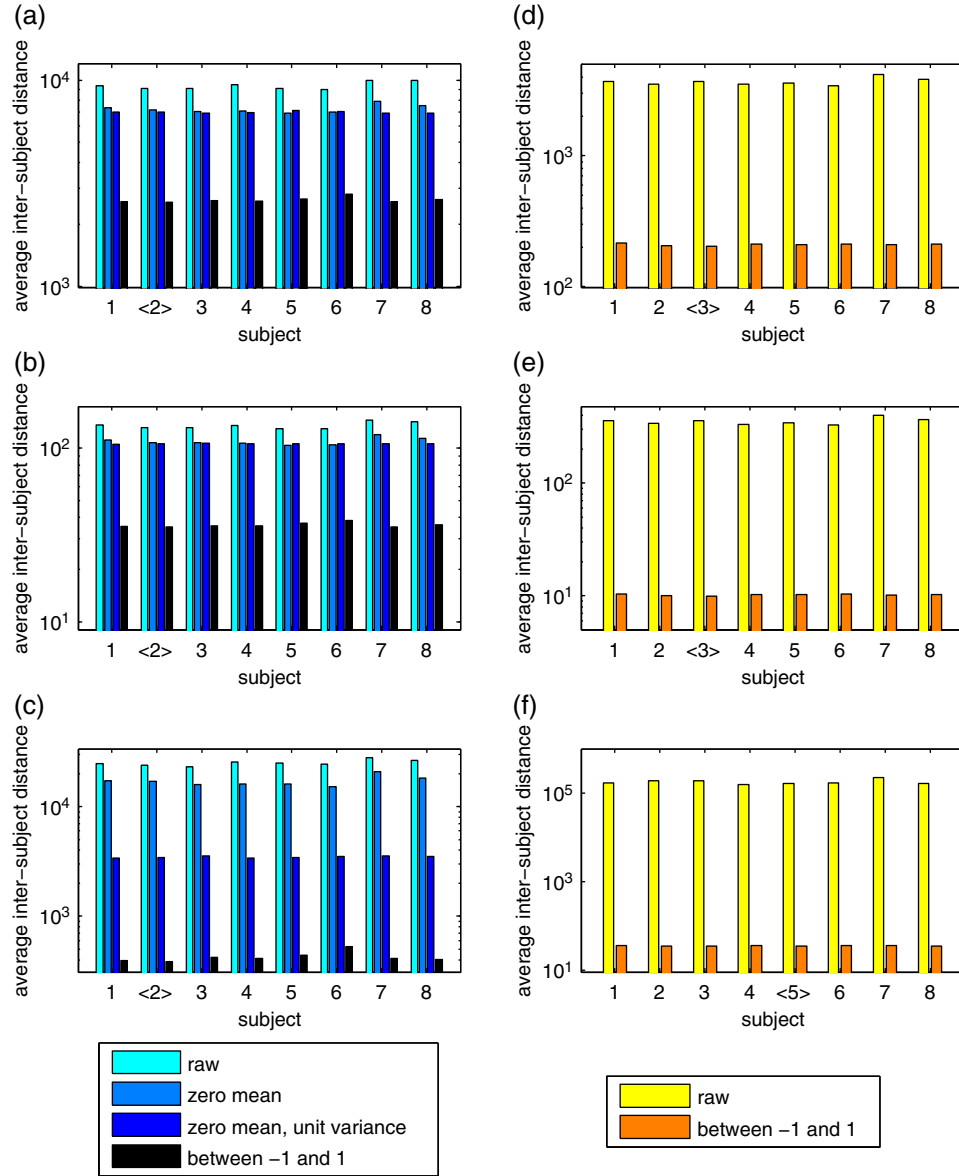 (a)
average inter−subject distance
10^4
10^3
1 <2> 3 4 5 6 7 8
subject
(b)
average inter−subject distance
10^2
10^1
1 <2> 3 4 5 6 7 8
subject
(c)
average inter−subject distance
10^4
10^3
1 <2> 3 4 5 6 7 8
subject
raw
zero mean
zero mean, unit variance
between −1 and 1
(d)
average inter−subject distance
10^3
10^2
1 2 <3> 4 5 6 7 8
subject
(e)
average inter−subject distance
10^2
10^1
1 2 <3> 4 5 6 7 8
subject
(f)
average inter−subject distance
10^5
10^3
10^1
1 2 3 4 <5> 6 7 8
subject
raw
between −1 and 1